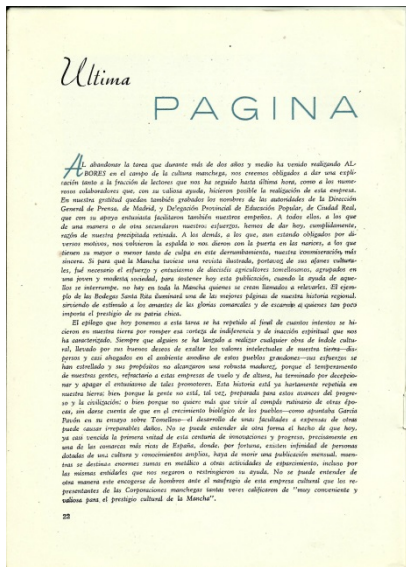 Ultima
PAGINA
AL abandonar la tarea que durante más de dos años y medio ha venido realizando AL-
BORES en el campo de la cultura manchega, nos creemos obligados a dar una expli-
cación tanto a la fracción de lectores que nos ha seguido hasta última hora, como a los nume-
rosos colaboradores que, con su valiosa ayuda, hicieron posible la realización de esta empresa.
En nuestra gratitud quedan también grabados los nombres de las autoridades de la Dirección
General de Prensa, de Madrid, y Delegación Provincial de Educación Popular, de Ciudad Real,
que con su apoyo entusiasta facilitaron también nuestros empeños. A todos ellos, a los que
de una manera o de otra secundaron nuestros esfuerzos, hemos de dar hoy, cumplidamente,
razón de nuestra precipitada retirada. A los demás, a los que, aun estando obligados por di-
versos motivos, nos volvieron la espalda o nos dieron con la puerta en las narices, a los que
tienen su mayor o menor tanto de culpa en este derrumbamiento, nuestra conmiseración más
sincera. Si para que la Mancha tuviese una revista ilustrada, portavoz de sus afanes cultura-
les, fué necesario el esfuerzo y entusiasmo de dieciséis agricultores tomellosanos, agrupados en
una joven y modesta sociedad, para sostener hoy esta publicación, cuando la ayuda de aque-
llos se interrumpe, no hay en toda la Mancha quienes se crean llamados a relevarles. El ejem-
plo de las Bodegas Santa Rita iluminará una de las mejores páginas de nuestra historia regional,
sirviendo de estímulo a los amantes de las glorias comarcales y de escarnio a quienes tan poco
importa el prestigio de su patria chica.
El epílogo que hoy ponemos a esta tarea se ha repetido al final de cuantos intentos se hi-
cieron en nuestra tierra por romper esa corteza de indiferencia y de inacción espiritual que nos
ha caracterizado. Siempre que alguien se ha lanzado a realizar cualquier obra de índole cultu-
ral, llevado por sus buenos deseos de exaltar los valores intelectuales de nuestra tierra—dis-
persos y casi ahogados en el ambiente anodino de estos pueblos grandones—sus esfuerzos se
han estrellado y sus propósitos no alcanzaron una robusta madurez, porque el temperamento
de nuestras gentes, refractario a estas empresas de vuelo y de altura, ha terminado por decepcio-
nar y apagar el entusiasmo de tales promotores. Esta historia está ya hartamente repetida en
nuestra tierra; bien porque la gente no esté, tal vez, preparada para estos avances del progre-
so y la civilización; o bien porque no quiere más que vivir al compás rutinario de otras épo-
cas, sin darse cuenta de que en el crecimiento biológico de los pueblos—como apuntaba García
Pavón en su ensayo sobre Tomelloso—el desarrollo de unas facultades a expensas de otras
puede causar irreparables daños. No se puede entender de otra forma el hecho de que hoy,
ya casi vencida la primera mitad de esta centuria de innovaciones y progreso, precisamente en
una de las comarcas más ricas de España, donde, por fortuna, existen infinidad de personas
dotadas de una cultura y conocimientos amplios, haya de morir una publicación mensual, mien-
tras se destinan enormes sumas en metálico a otras actividades de esparcimiento, incluso por
las mismas entidades que nos negaron o restringieron su ayuda. No se puede entender de
otra manera este encogerse de hombros ante el naufragio de esta empresa cultural que los re-
presentantes de las Corporaciones manchegas tantas veces calificaron de "muy conveniente y
valiosa para el prestigio cultural de la Mancha".
22